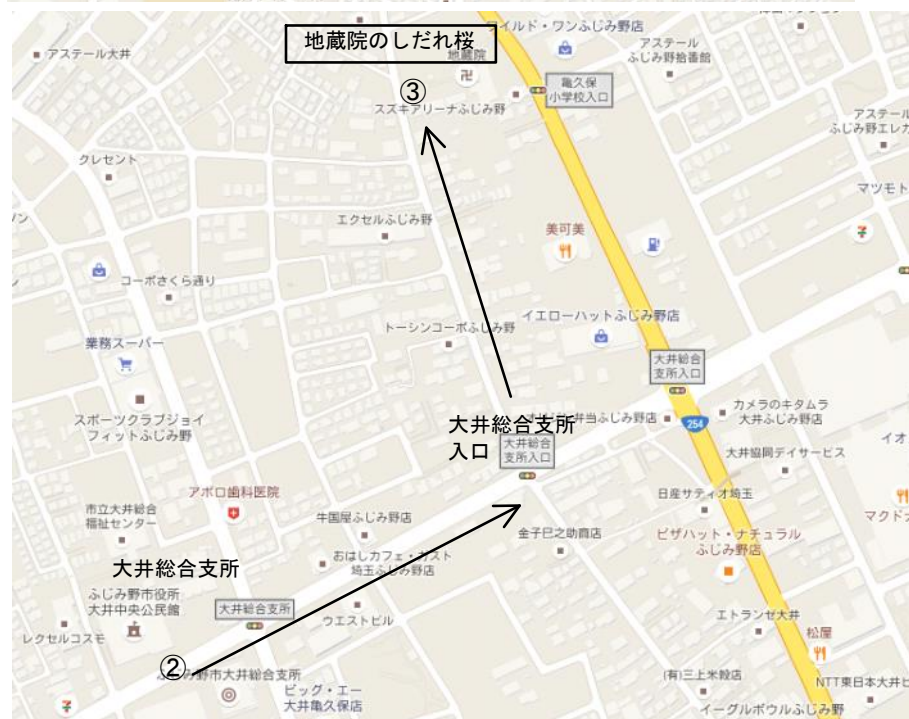 地蔵院のしだれ桜
イルド・ワンふじみ野店
アステール大井
地蔵院
アステール
ふじみ野拾番館
③
亀久保
小学校入口
スズキアリーナふじみ野
アステール
ふじみ野エレガ
クレセント
マツモト
エクセルふじみ野
美可美
コーポさくら通り
イエローハットふじみ野店
トーシンコーポふじみ野
業務スーパー
大井総合
支所入口
スポーツクラブジョイ
フィットふじみ野
大井総合支所
入口
弁当ふじみ野店
カメラのキタムラ
大井ふじみ野店
254
大井総合
支所入口
イオ
大井協同デイサービス
アポロ歯科医院
日産サティオ埼玉
マクド
市立大井総合
福祉センター
牛国屋ふじみ野店
金子巳之助商店
ピザハット・ナチュラル
ふじみ野店
おはしカフェ・ガスト
埼玉ふじみ野店
大井総合支所
ふじみ野市役所
大井中央公民館
大井総合支所
ウエストビル
エトランゼ大井
レクセルコスモ
松屋
②
ふじみ野市大井総合支所
(有)三上米穀店
ビッグ・エー
大井亀久保店
NTT東日本大井ビ
イーグルボウルふじみ野